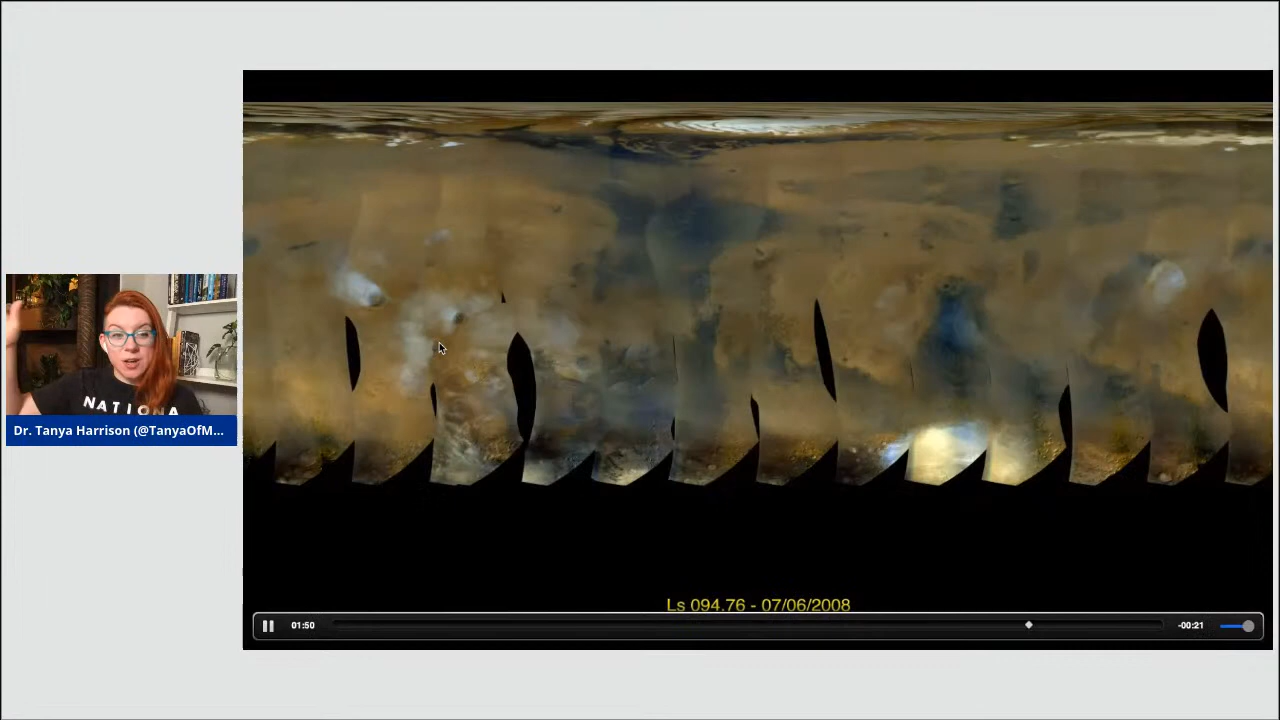 NATIONA
Dr. Tanya Harrison (@TanyaOfM...
Ls 094.76 - 07/06/2008
01:50
-00:21